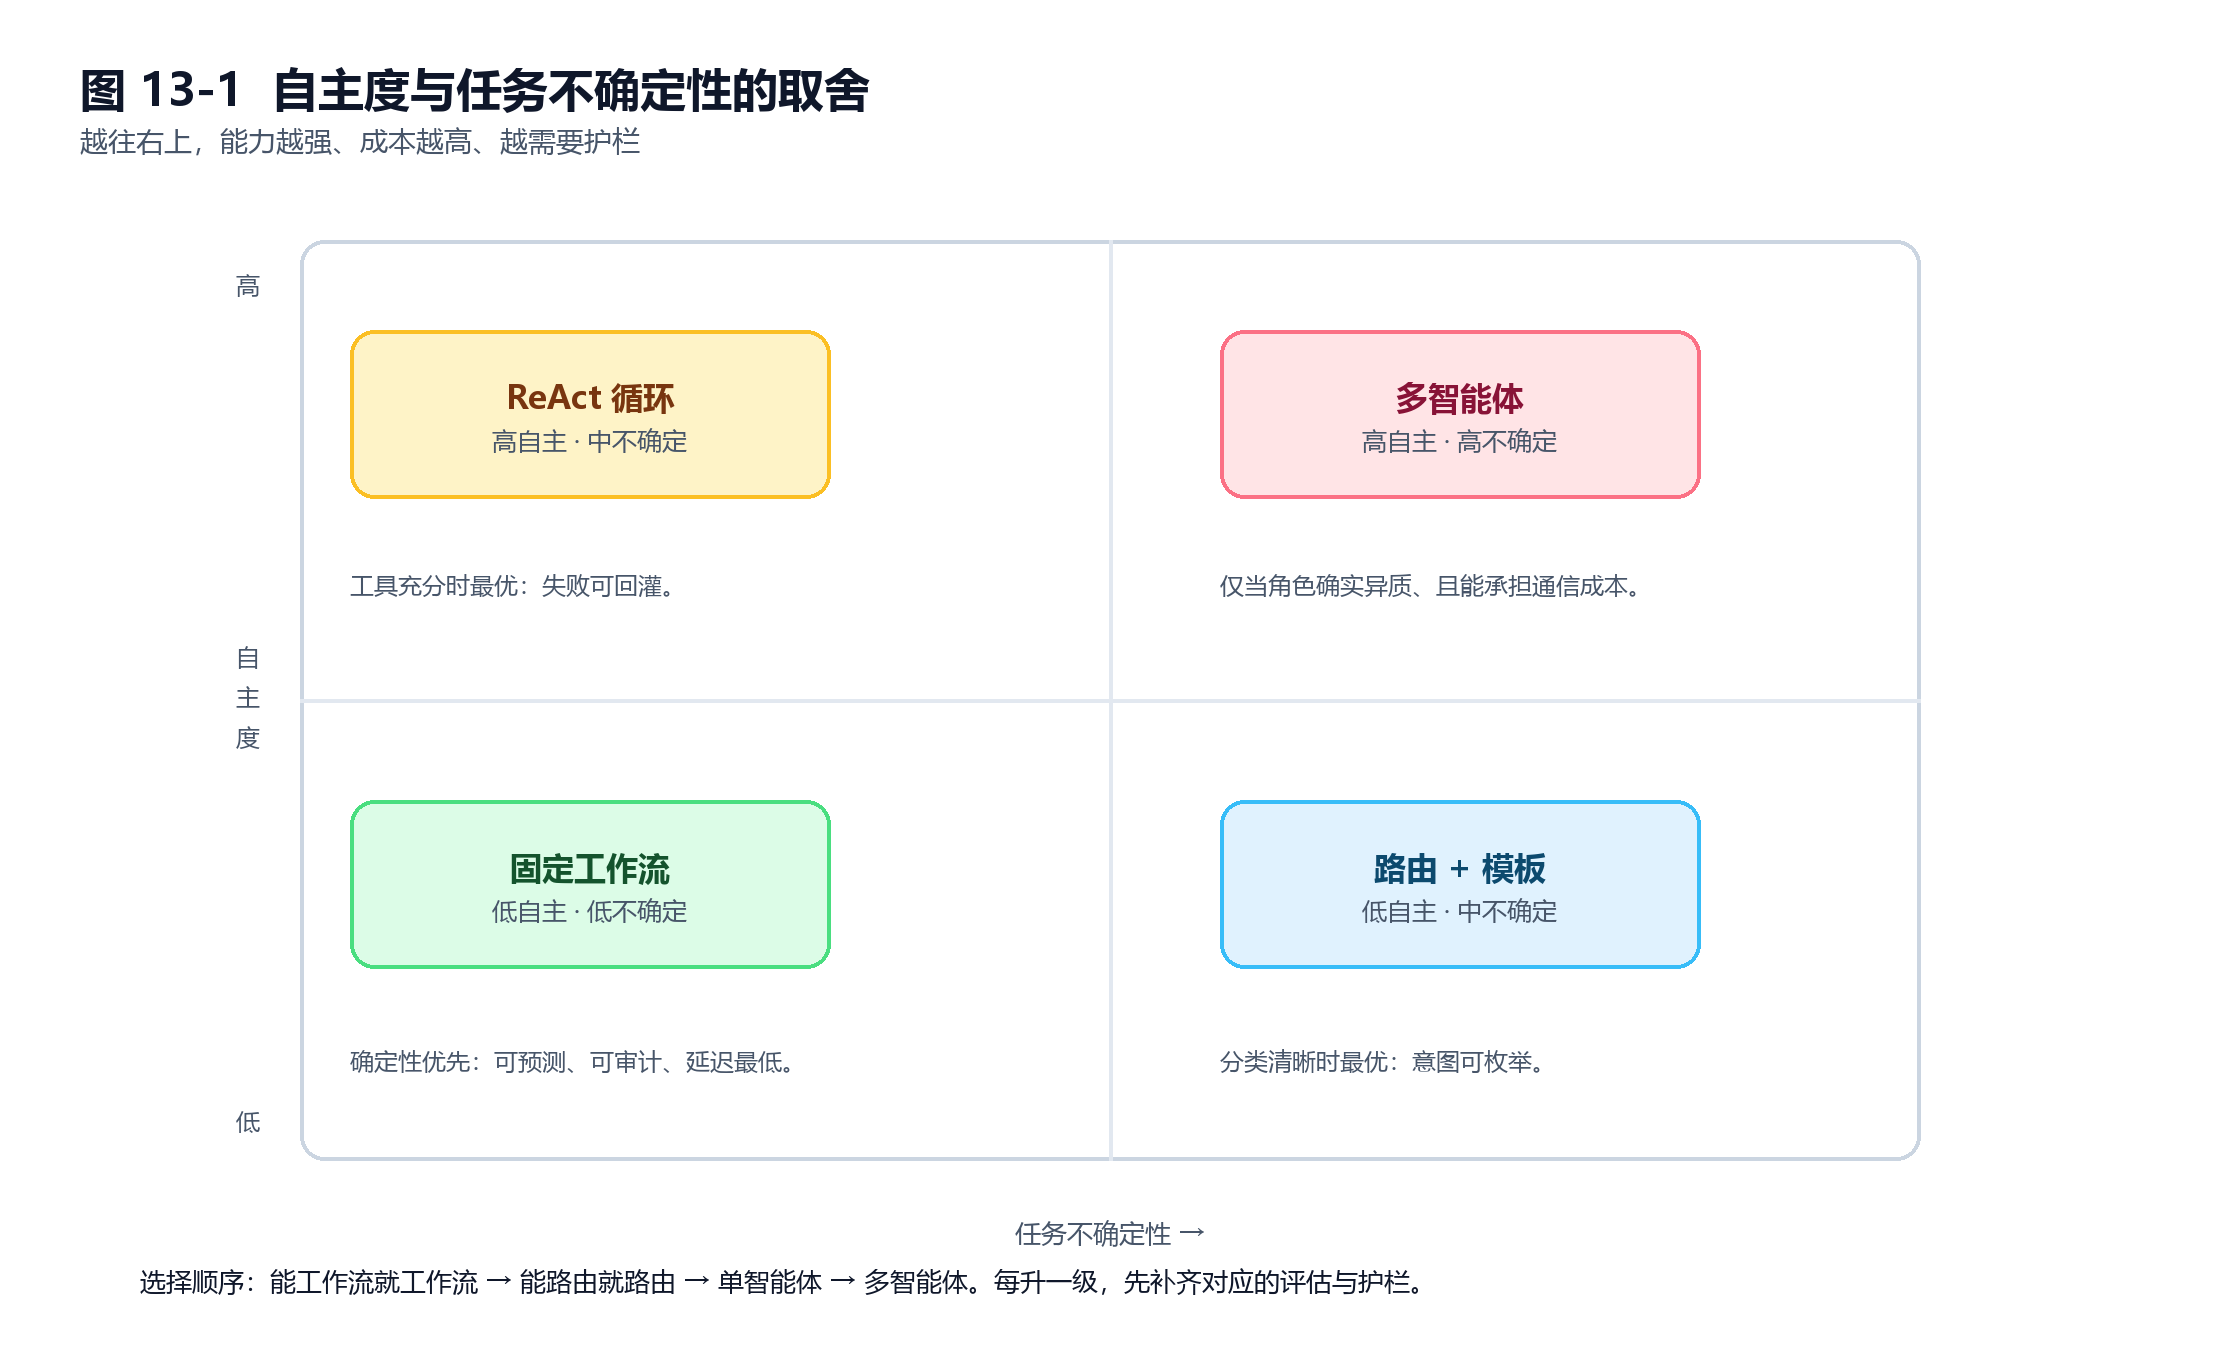 图 13-1 自主度与任务不确定性的取舍
越往右上，能力越强、成本越高、越需要护栏
高
ReAct 循环
高自主 · 中不确定
多智能体
高自主 · 高不确定
工具充分时最优：失败可回灌。
仅当角色确实异质、且能承担通信成本。
自
主
度
固定工作流
低自主 · 低不确定
路由 + 模板
低自主 · 中不确定
确定性优先：可预测、可审计、延迟最低。
分类清晰时最优：意图可枚举。
低
任务不确定性 →
选择顺序：能工作流就工作流 → 能路由就路由 → 单智能体 → 多智能体。每升一级，先补齐对应的评估与护栏。